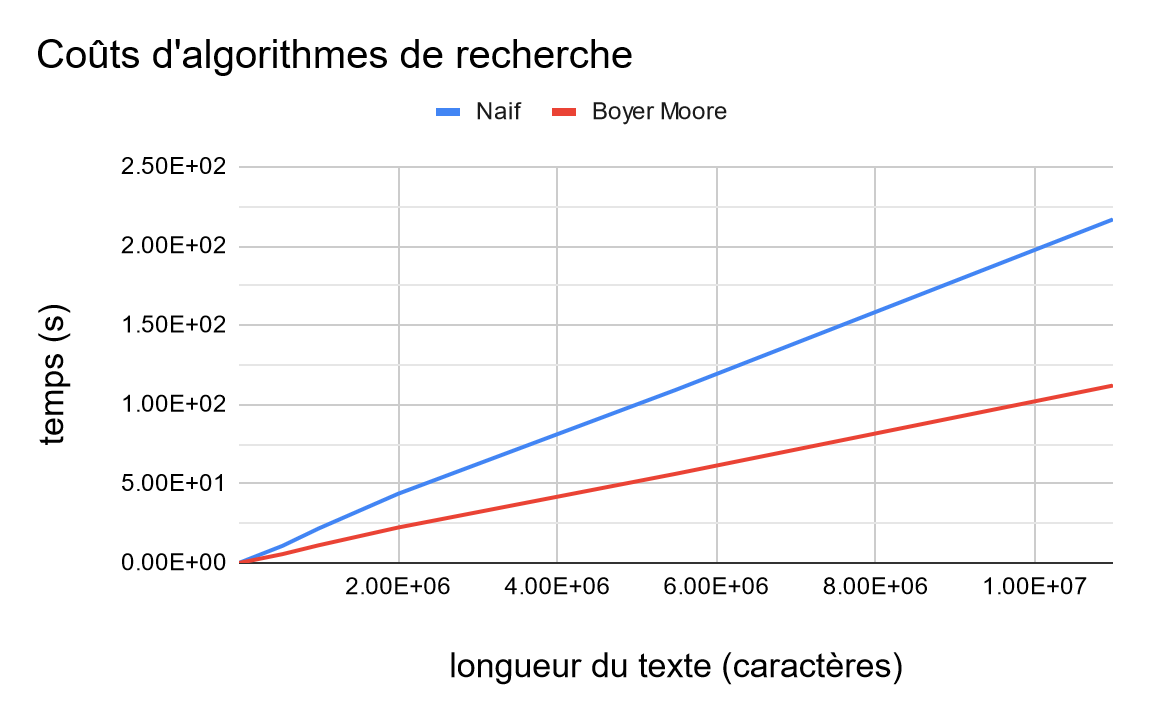 Coûts d'algorithmes de recherche
Naif Boyer Moore
2.50E+02
2.00E+02
1.50E+02
1.00E+02
5.00E+01
0.00E+00
temps (s)
2.00E+06 4.00E+06 6.00E+06 8.00E+06 1.00E+07
longueur du texte (caractères)